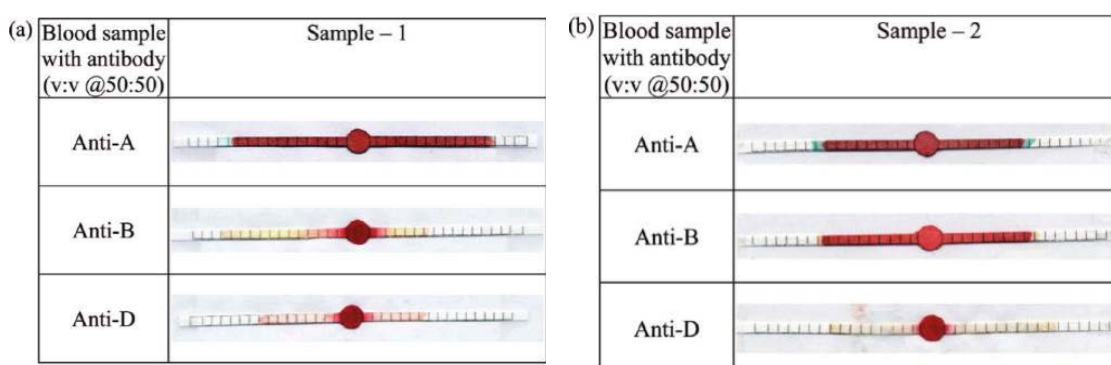 (a)
Blood sample
with antibody
(v:v @50:50)
Sample – 1
Anti-A
Anti-B
Anti-D
(b)
Blood sample
with antibody
(v:v @50:50)
Sample – 2
Anti-A
Anti-B
Anti-D